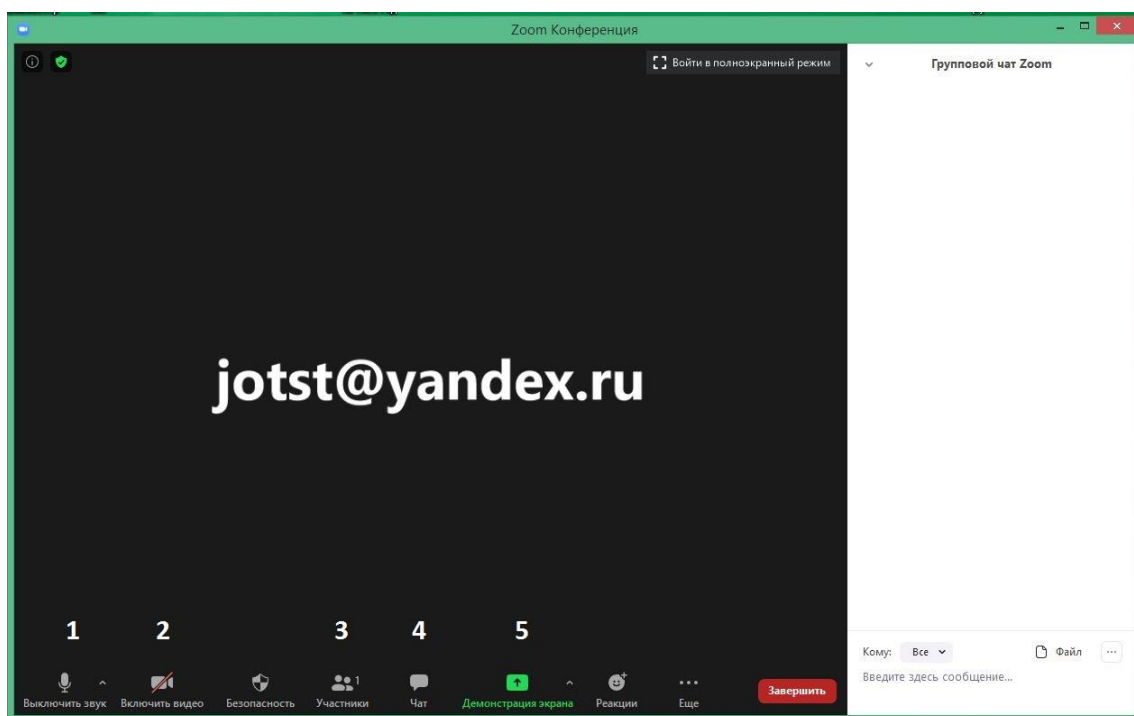 Zoom Конференция
Войти в полноэкранный режим
Групповой чат Zoom
jotst@yandex.ru
1 2 3 4 5
1
Выключить звук Включить видео Безопасность Участники Чат Демонстрация экрана Реакции Еще Завершить
Кому: Все Файл
Введите здесь сообщение...